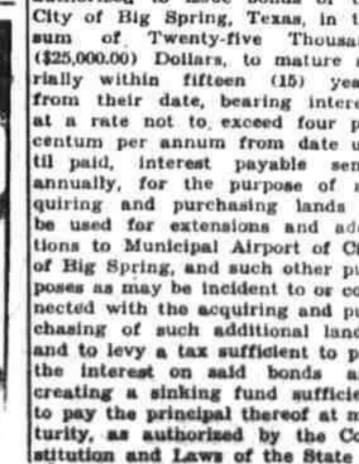 City of Big Spring, Texas, in t
sum of Twenty-five Thousa
($25,000.00) Dollars, to mature
rially within fifteen (15) yea
from their date, bearing inter
at a rate not to exceed four p
centum per annum from date u
til paid, interest payable sem
annually, for the purpose of
quiring and purchasing lands
be used for extensions and add
tions to Municipal Airport of Ci
of Big Spring, and such other pu
poses as may be incident to or co
nected with the acquiring and pu
chasing of such additional land
and to levy a tax sufficient to p
the interest on said bonds a
creating a sinking fund sufficie
to pay the principal thereof at m
turity, as authorized by the Co
stitution and Laws of the State